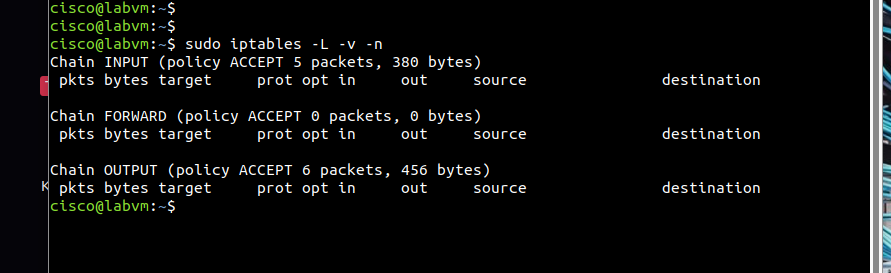 cisco@labvm:~$
cisco@labvm:~$
cisco@labvm:~$ sudo iptables -L -v -n
Chain INPUT (policy ACCEPT 5 packets, 380 bytes)
 pkts bytes target     prot opt in     out     source               destination

Chain FORWARD (policy ACCEPT 0 packets, 0 bytes)
 pkts bytes target     prot opt in     out     source               destination

Chain OUTPUT (policy ACCEPT 6 packets, 456 bytes)
 pkts bytes target     prot opt in     out     source               destination
cisco@labvm:~$